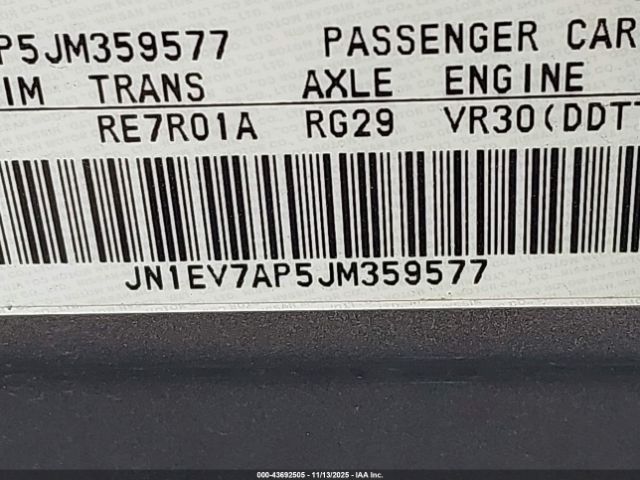 P5JM359577 PASSENGER CAR
IM TRANS AXLE ENGINE
RE7R01A RG29 VR30(DDTT
JN1EV7AP5JM359577
000-43692505 - 11/13/2025 - IAA Inc.